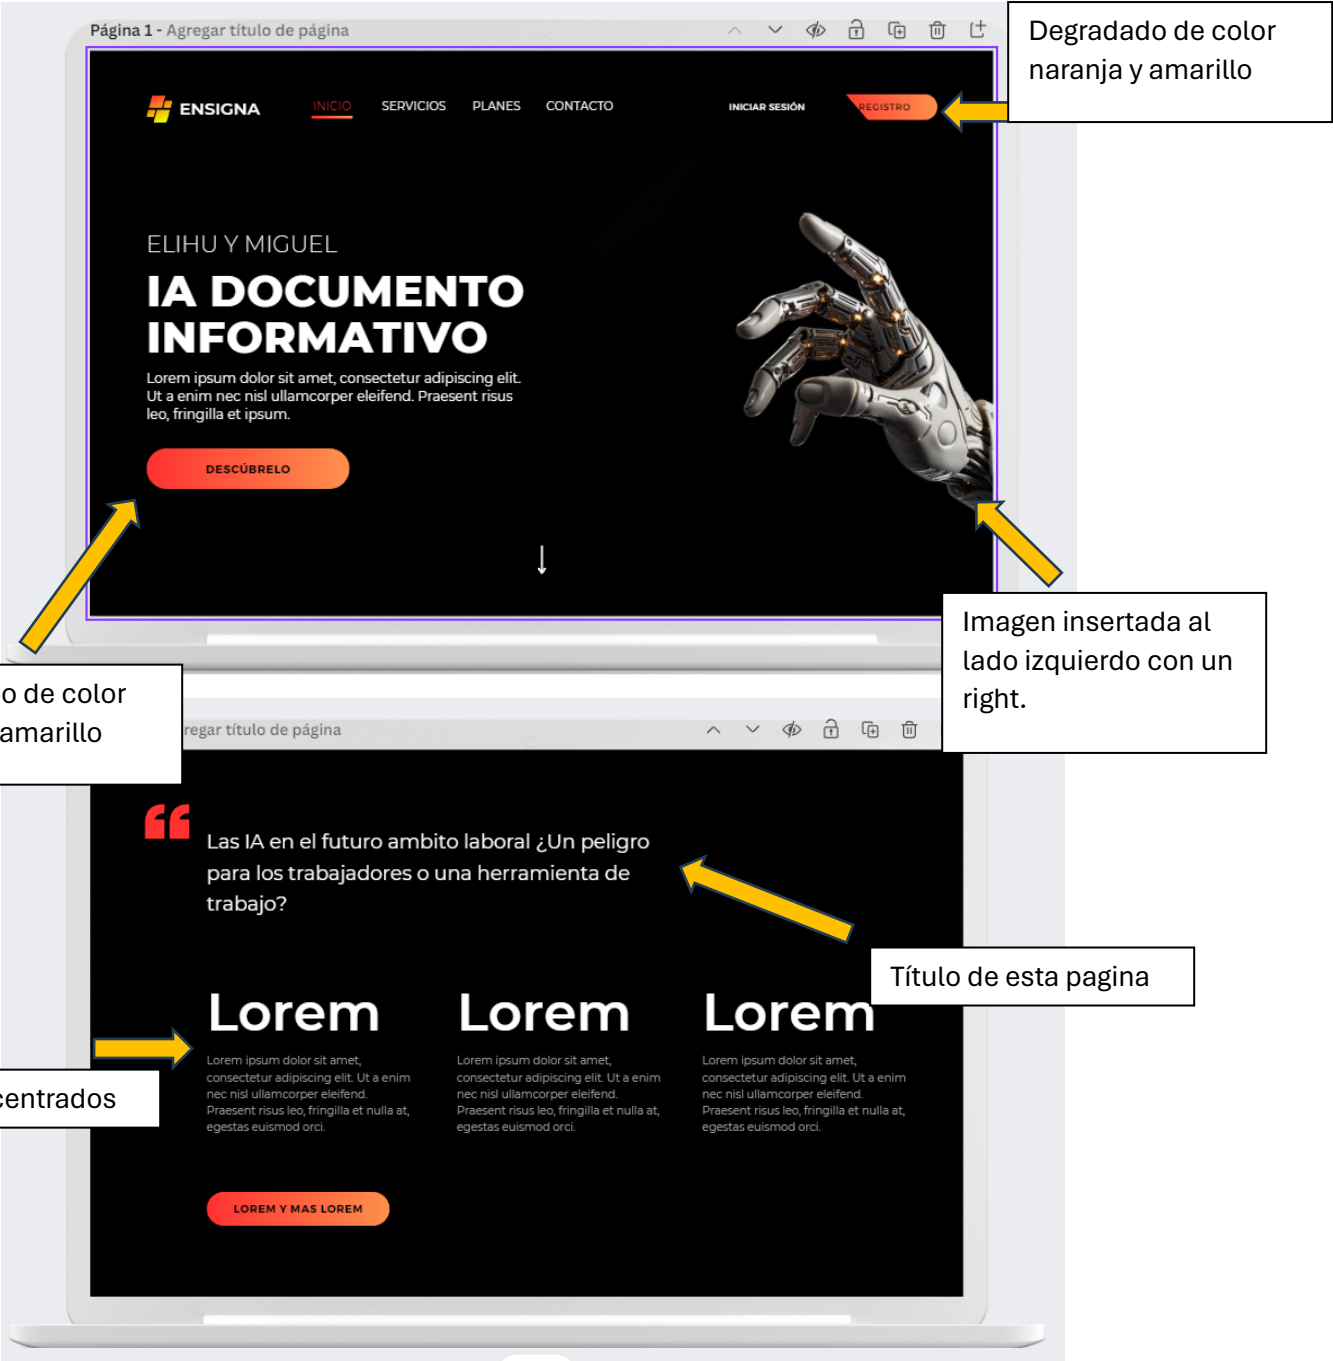 Página 1 - Agregar título de página
Degradado de color
naranja y amarillo
ENSIGNA
INICIO
SERVICIOS
PLANES
CONTACTO
INICIAR SESIÓN
REGISTRO
ELIHU Y MIGUEL
IA DOCUMENTO
INFORMATIVO
Lorem ipsum dolor sit amet, consectetur adipiscing elit.
Ut a enim nec nisl ullamcorper eleifend. Praesent risus
leo, fringilla et ipsum.
DESCÚBRELO
Imagen insertada al
lado izquierdo con un
right.
o de color
amarillo
regar título de página
Las IA en el futuro ambito laboral ¿Un peligro
para los trabajadores o una herramienta de
trabajo?
Título de esta pagina
Lorem
Lorem ipsum dolor sit amet,
consectetur adipiscing elit. Ut a enim
nec nisl ullamcorper eleifend.
Praesent risus leo, fringilla et nulla at,
egestas euismod orci.
Lorem
Lorem ipsum dolor sit amet,
consectetur adipiscing elit. Ut a enim
nec nisl ullamcorper eleifend.
Praesent risus leo, fringilla et nulla at,
egestas euismod orci.
Lorem
Lorem ipsum dolor sit amet,
consectetur adipiscing elit. Ut a enim
nec nisl ullamcorper eleifend.
Praesent risus leo, fringilla et nulla at,
egestas euismod orci.
centrados
LOREM Y MAS LOREM